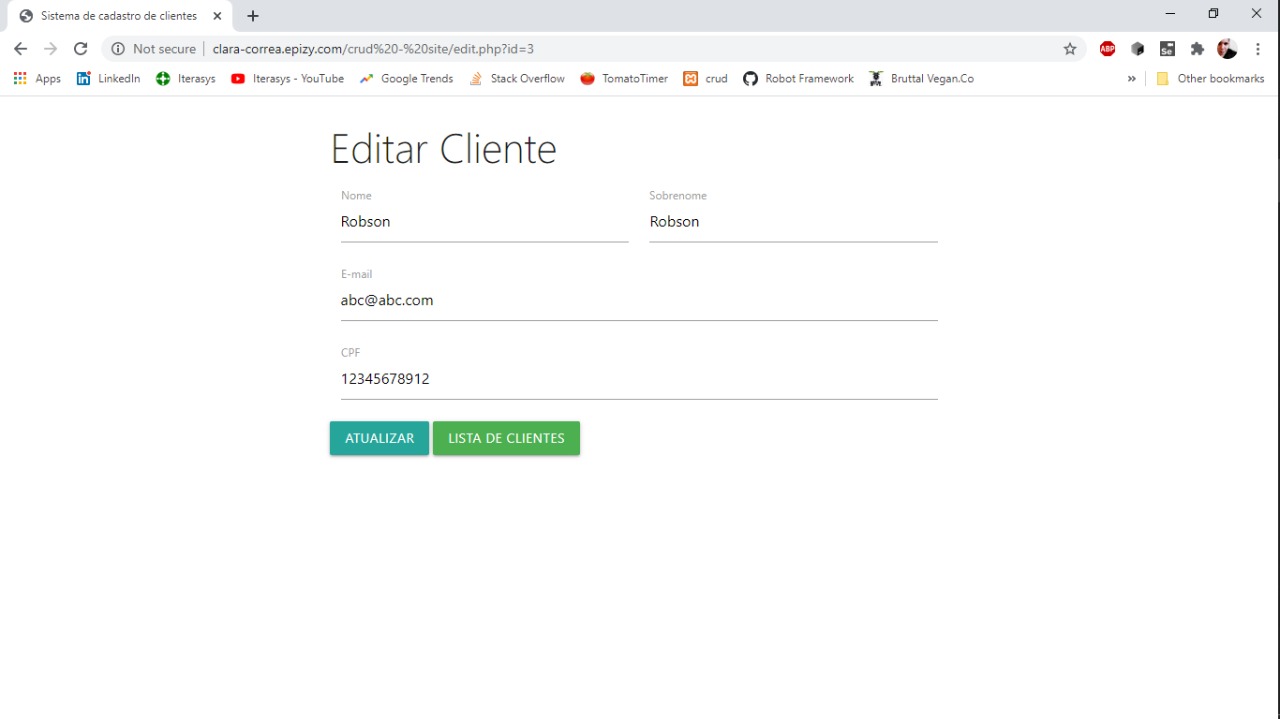 Sistema de cadastro de clientes
Not secure clara-correa.epizy.com/crud%20-%20site/edit.php?id=3
ABP Se
Apps LinkedIn Iterasys Iterasys - YouTube Google Trends Stack Overflow TomatoTimer crud Robot Framework Bruttal Vegan.Co » Other bookmarks
Editar Cliente
Nome Sobrenome
Robson Robson
E-mail
abc@abc.com
CPF
12345678912
ATUALIZAR LISTA DE CLIENTES